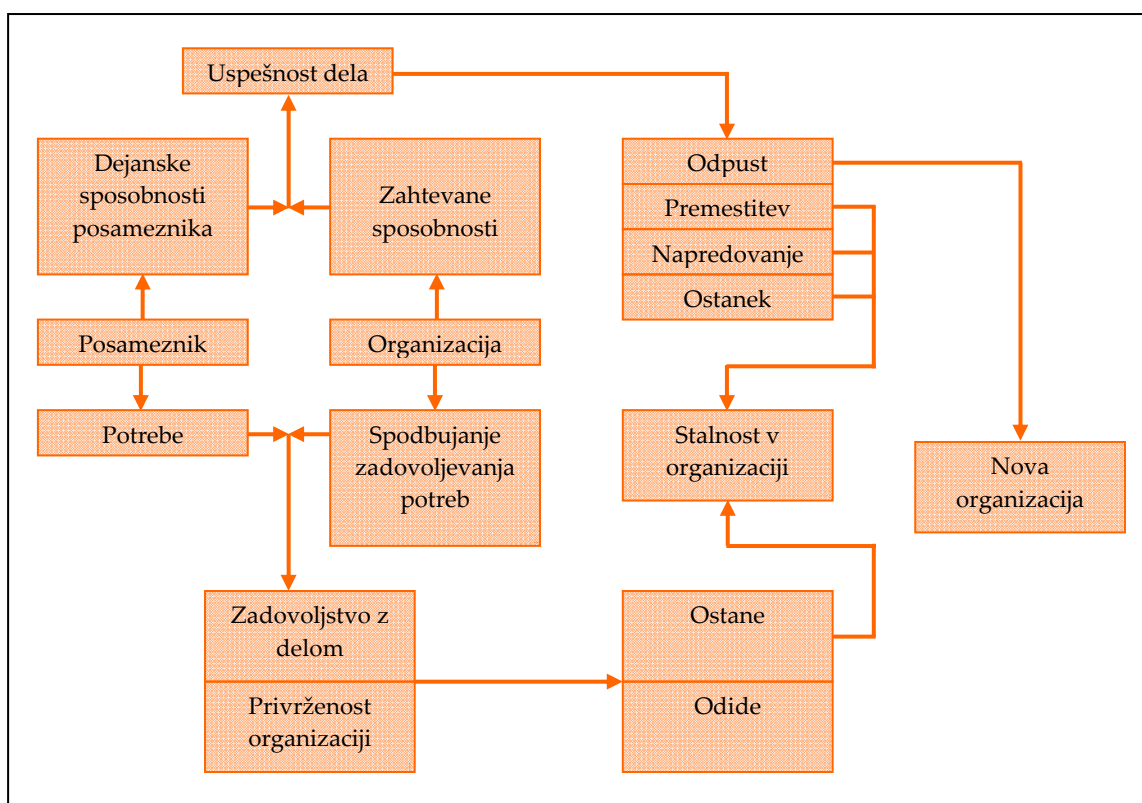 Uspešnost dela
Dejanske
sposobnosti
posameznika
Zahtevane
sposobnosti
Odpust
Premestitev
Napredovanje
Ostanek
Posameznik
Organizacija
Potrebe
Spodbujanje
zadovoljevanja
potreb
Stalnost v
organizaciji
Nova
organizacija
Zadovoljstvo z
delom
Privrženost
organizaciji
Ostane
Odide